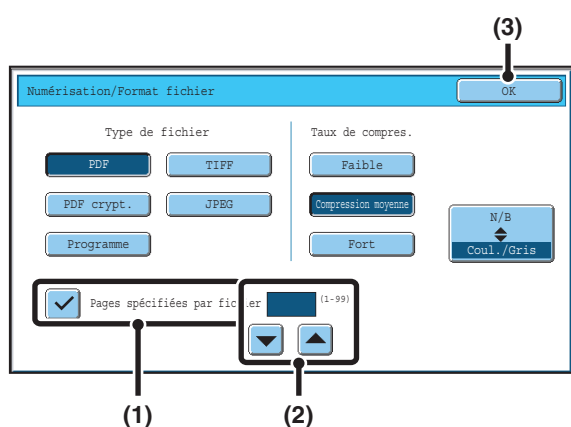 (3)
Numérisation/Format fichier
OK
Type de fichier
Taux de compres.
PDF
TIFF
Faible
PDF crypt.
JPEG
Compression moyenne
N/B
Coul./Gris
Programme
Fort
Pages spécifiées par fichier
(1-99)
(1)
(2)